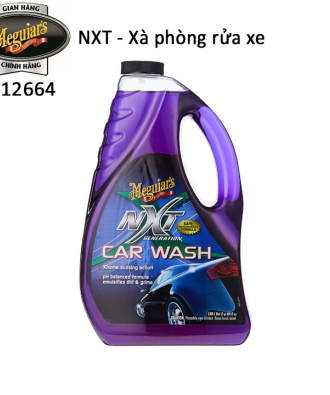 GIAN HÀNG
Meguiar's
CHÍNH HÃNG
12664
NXT - Xà phòng rửa xe
Meguiar's
NXT
GENERATION
CAR WASH
Xtreme sudsing action
pH balanced formula
emulsifies dirt & grime